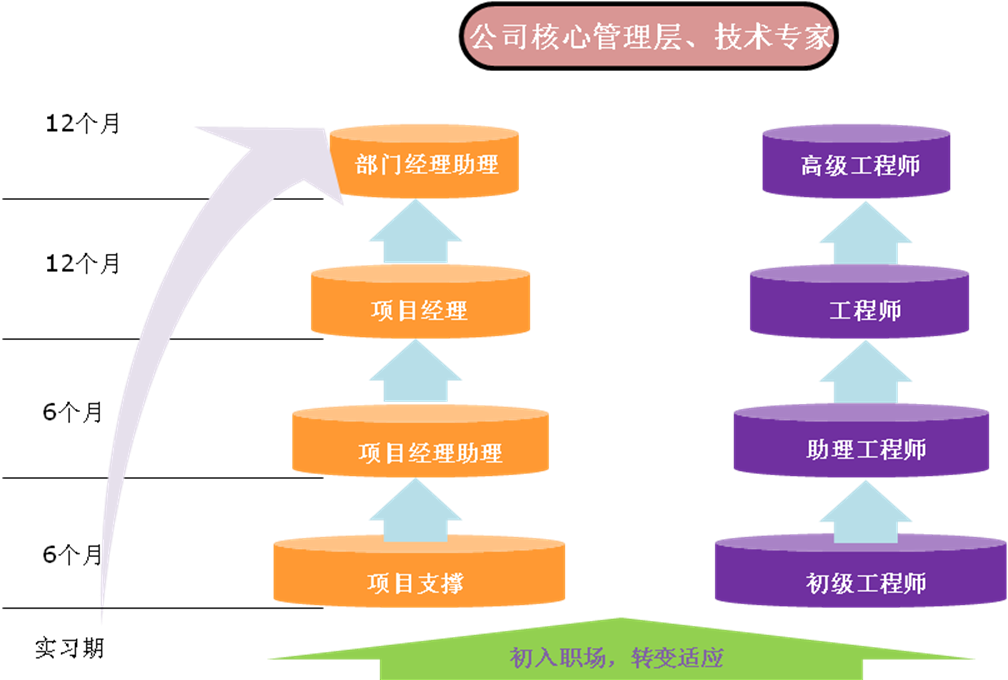 公司核心管理层、技术专家
12个月
部门经理助理
高级工程师
12个月
项目经理
工程师
6个月
项目经理助理
助理工程师
6个月
项目支撑
初级工程师
实习期
初入职场，转变适应